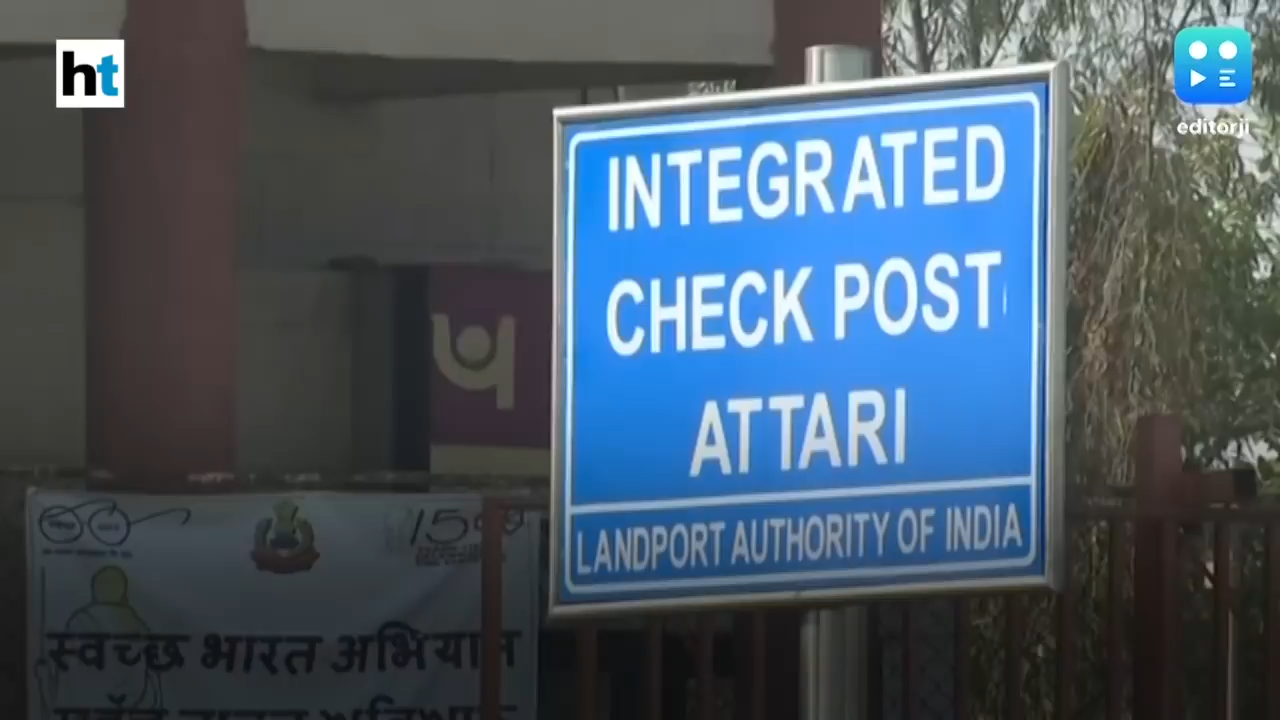 ht
editorji
INTEGRATED
CHECK POST
ATTARI
LANDPORT AUTHORITY OF INDIA
स्वच्छ भारत अभियान